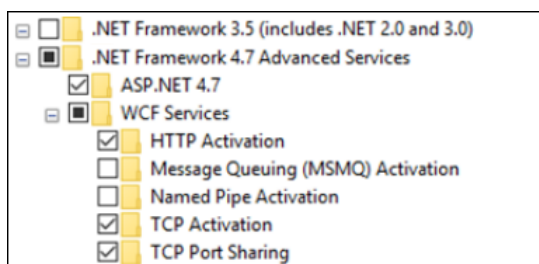 .NET Framework 3.5 (includes .NET 2.0 and 3.0)
.NET Framework 4.7 Advanced Services
ASP.NET 4.7
WCF Services
HTTP Activation
Message Queuing (MSMQ) Activation
Named Pipe Activation
TCP Activation
TCP Port Sharing